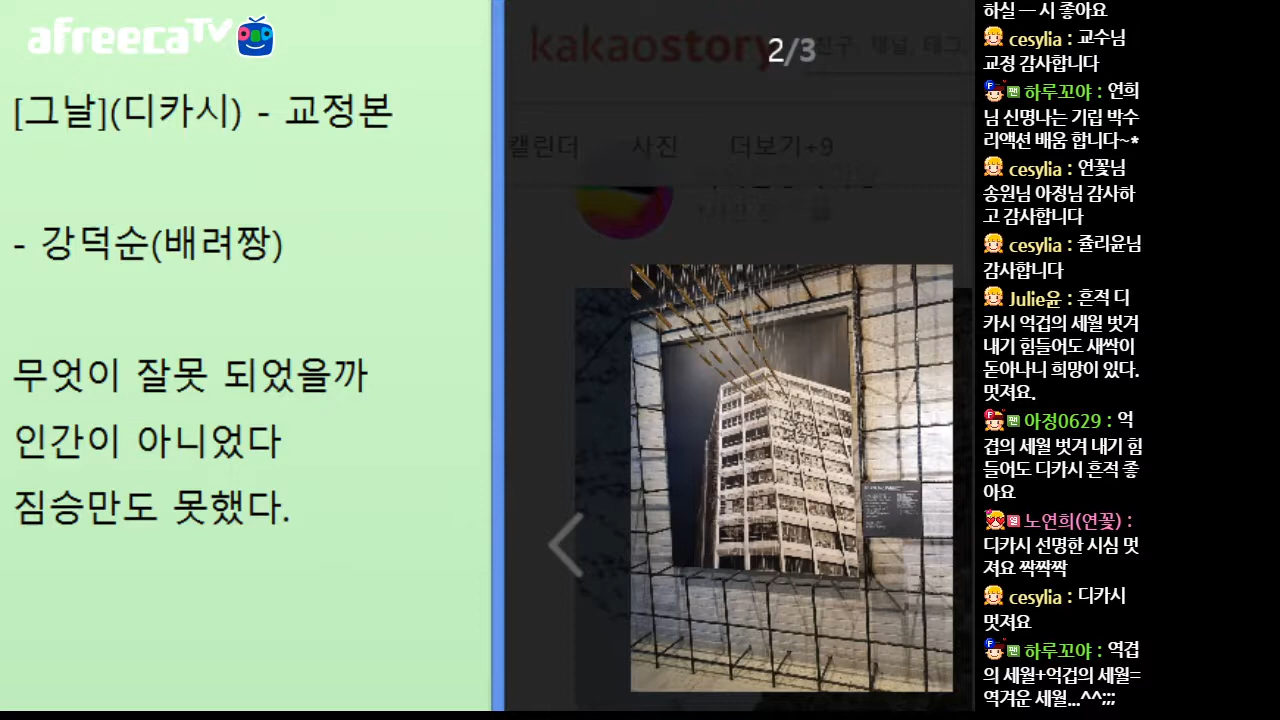 afreecaTV
[그날](디카시) - 교정본
- 강덕순(배려짱)
무엇이 잘못 되었을까
인간이 아니었다
짐승만도 못했다.
kakaostory
2/3
친구, 채널, 태그,
캘린더 사진 더보기+9
하실 ㅡ 시 좋아요
cesylia : 교수님
교정 감사합니다
하루꼬야 : 연희
님 신명나는 기립 박수
리액션 배움 합니다~*
cesylia : 연꽃님
송원님 아정님 감사하
고 감사합니다
cesylia : 쥴리윤님
감사합니다
Julie윤 : 흔적 디
카시 억겁의 세월 벗겨
내기 힘들어도 새싹이
돋아나니 희망이 있다.
멋져요.
아정0629 : 억
겁의 세월 벗겨 내기 힘
들어도 디카시 흔적 좋
아요
노연희(연꽃) :
디카시 선명한 시심 멋
져요 짝짝짝
cesylia : 디카시
멋져요
하루꼬야 : 역겁
의 세월+억겁의 세월=
역겨운 세월...^^;;;